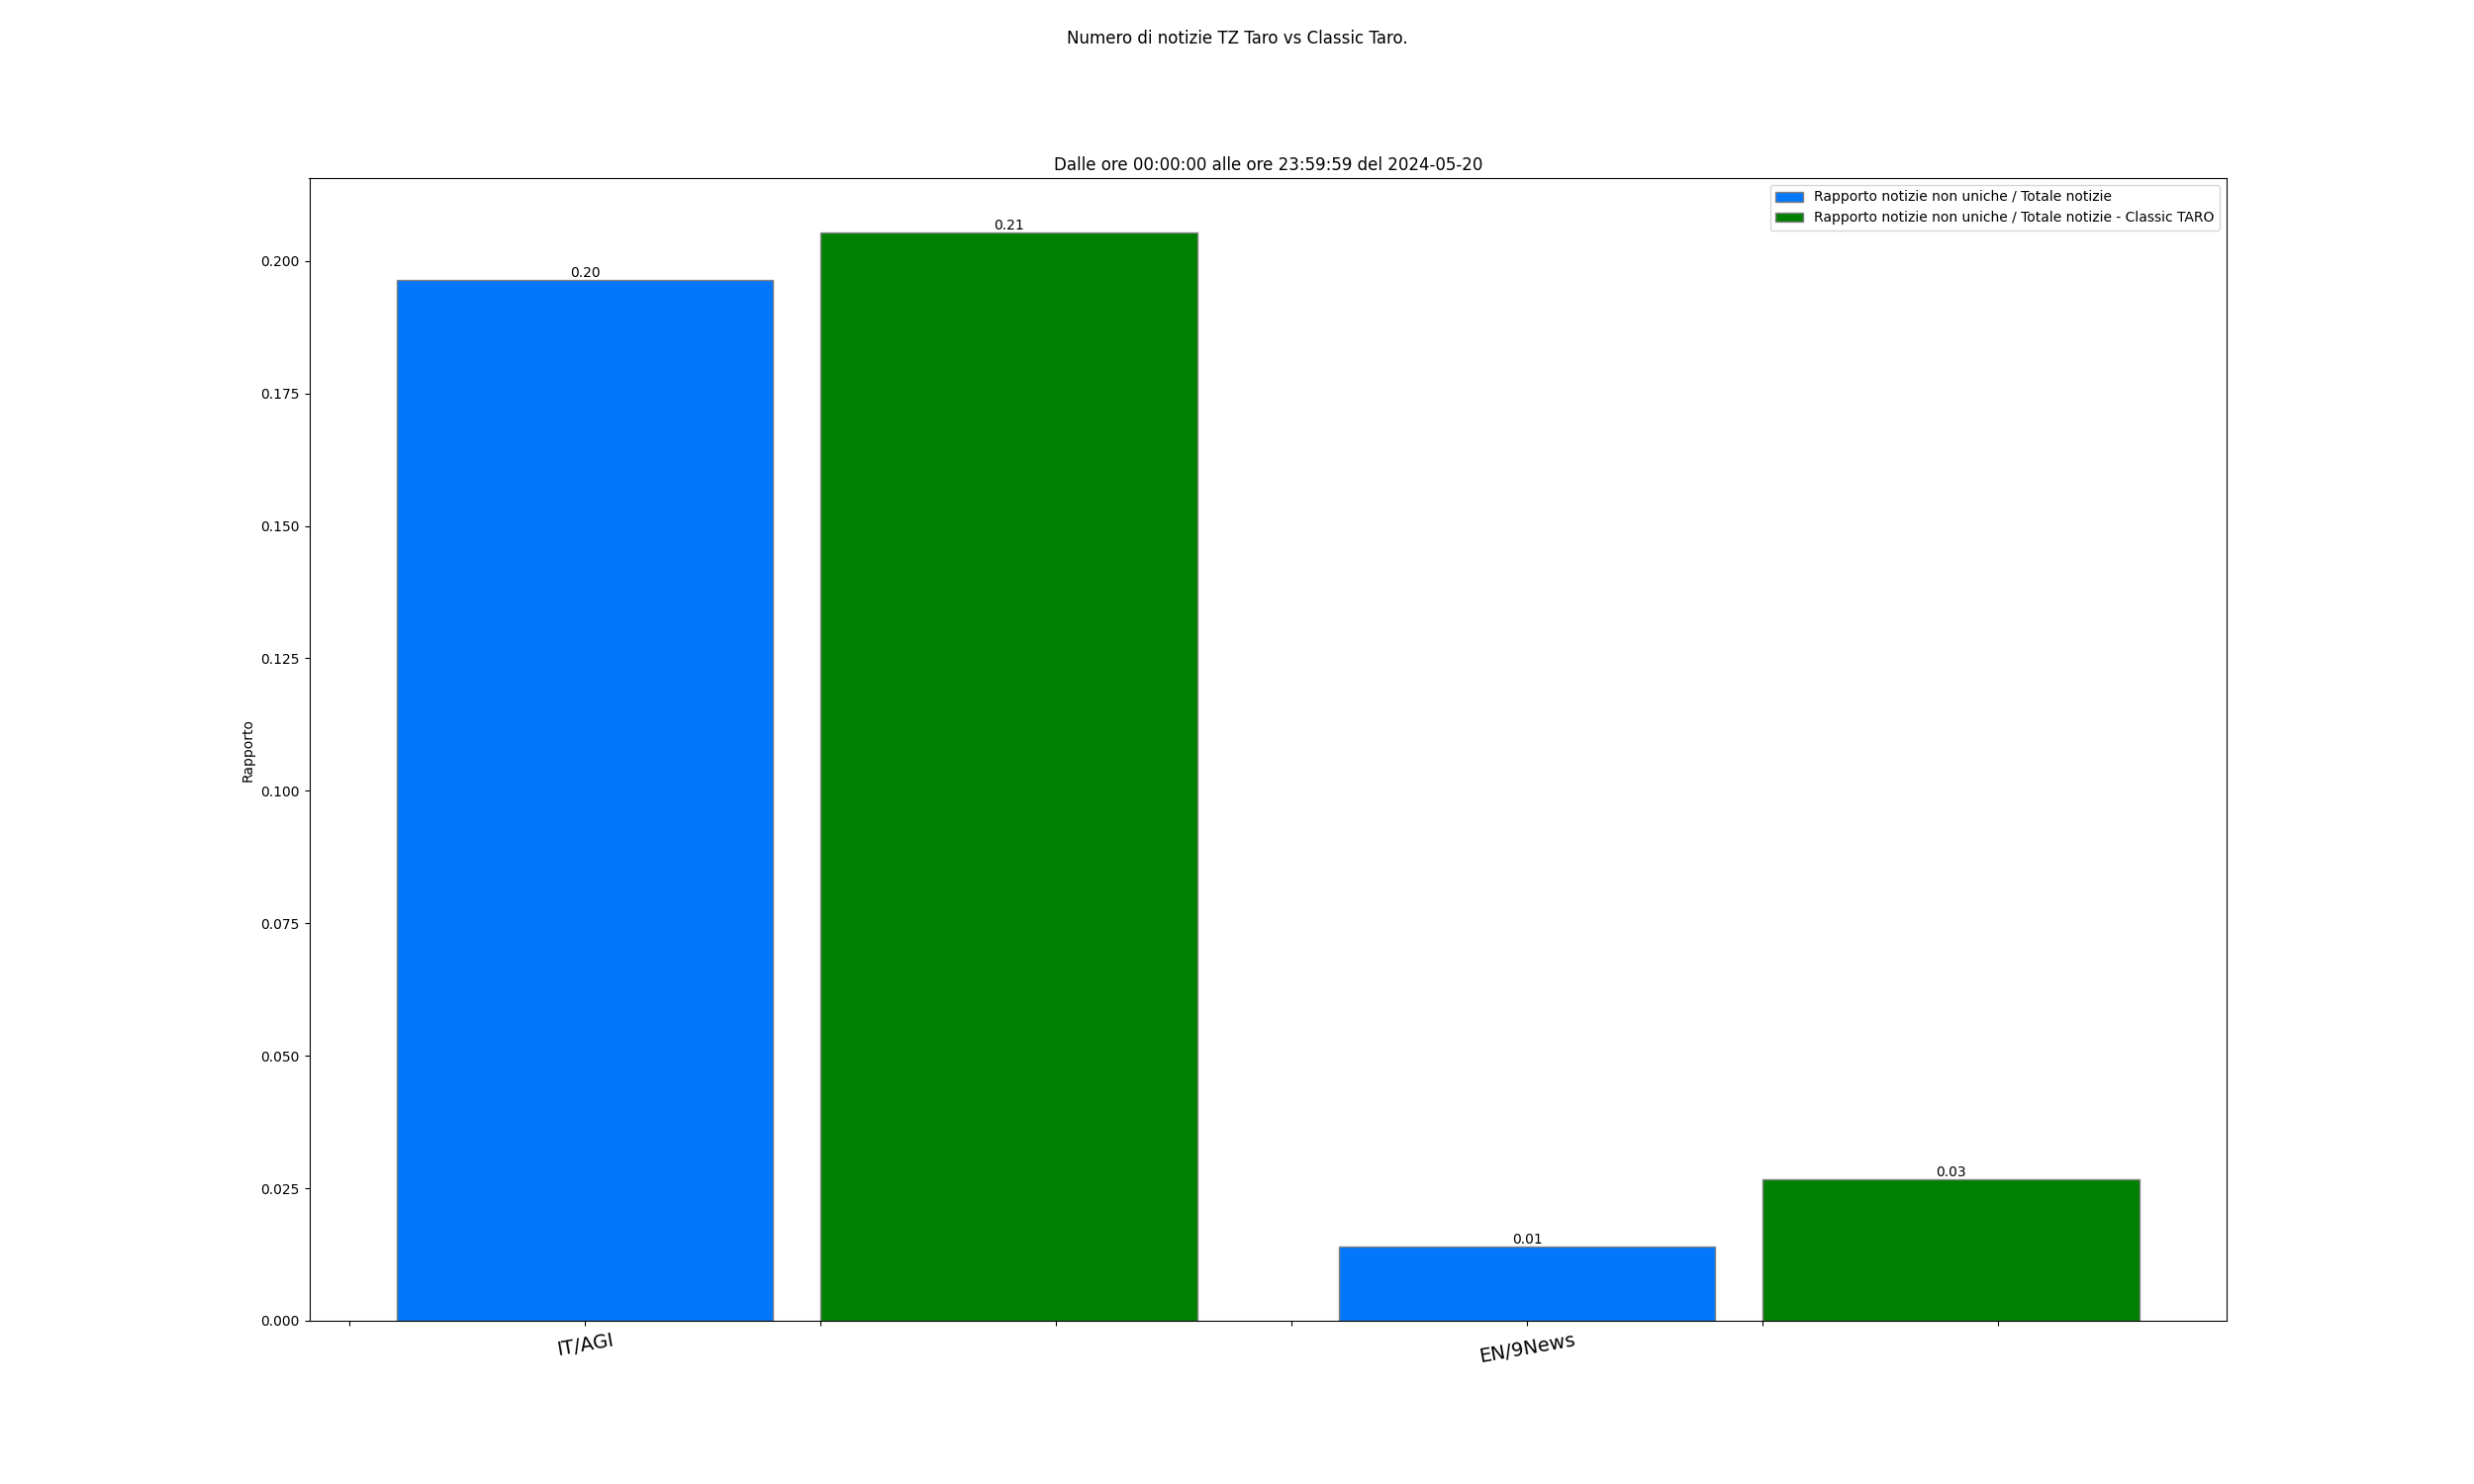 Numero di notizie TZ Taro vs Classic Taro.
Dalle ore 00:00:00 alle ore 23:59:59 del 2024-05-20
Rapporto notizie non uniche / Totale notizie
Rapporto notizie non uniche / Totale notizie - Classic TARO
0.21
0.20
0.200
0.175
0.150
0.125
Rapporto
0.100
0.075
0.050
0.03
0.025
0.01
0.000
IT/AGI
EN/9News